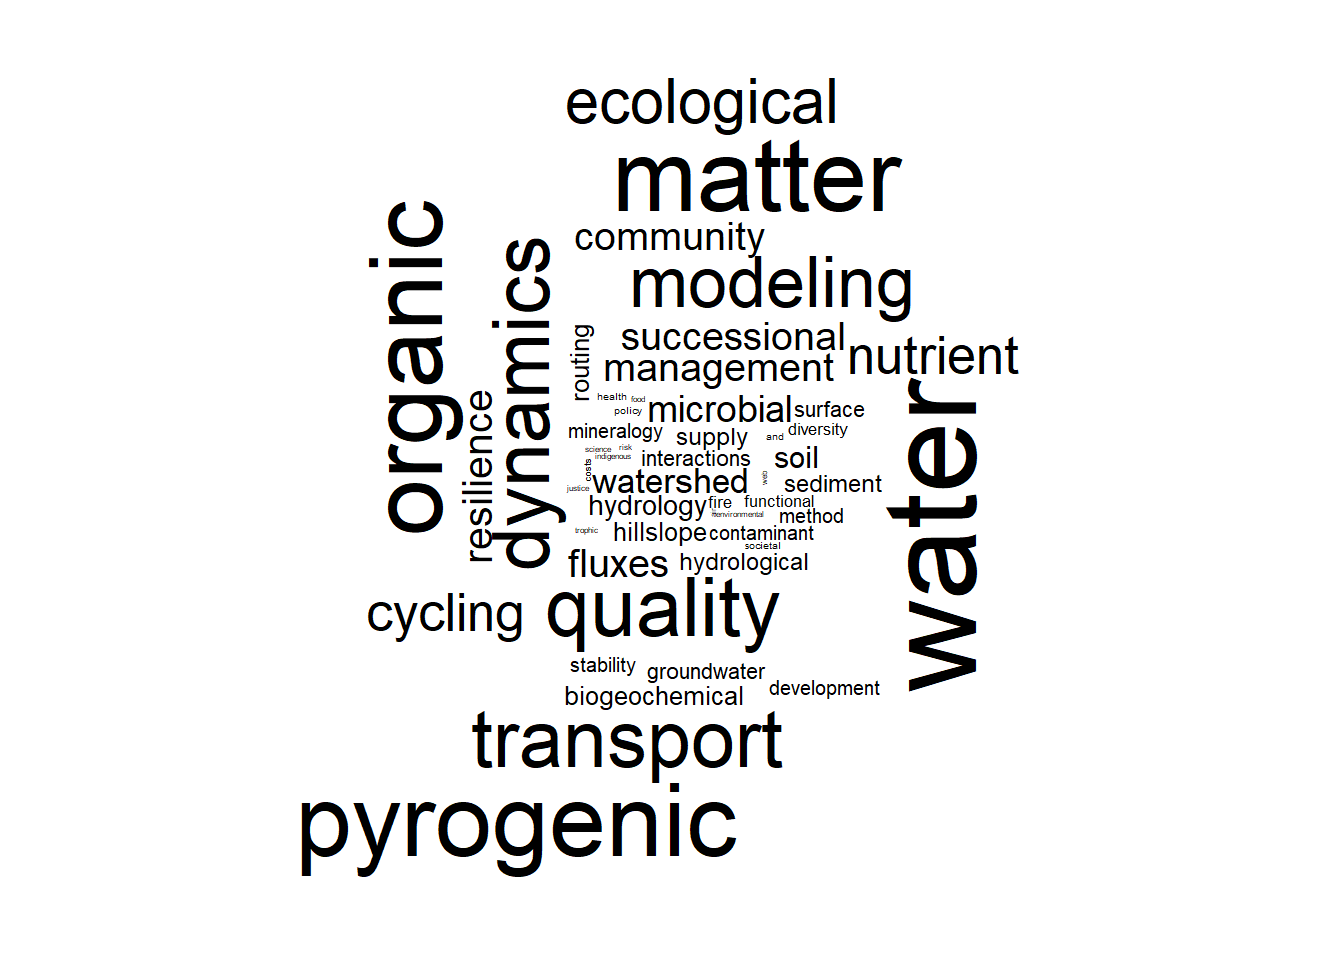 ecological
matter
organic
community
dynamics
modeling
successional
routing
nutrient
management
water
resilience
health
food
policy
microbial
surface
mineralogy
supply
and
diversity
science
risk
indigenous
interactions
soil
costs
justice
watershed
web
sediment
hydrology
fire
functional
environmental
method
trophic
hillslope
contaminant
societal
fluxes
hydrological
cycling
quality
stability
groundwater
biogeochemical
development
transport
pyrogenic